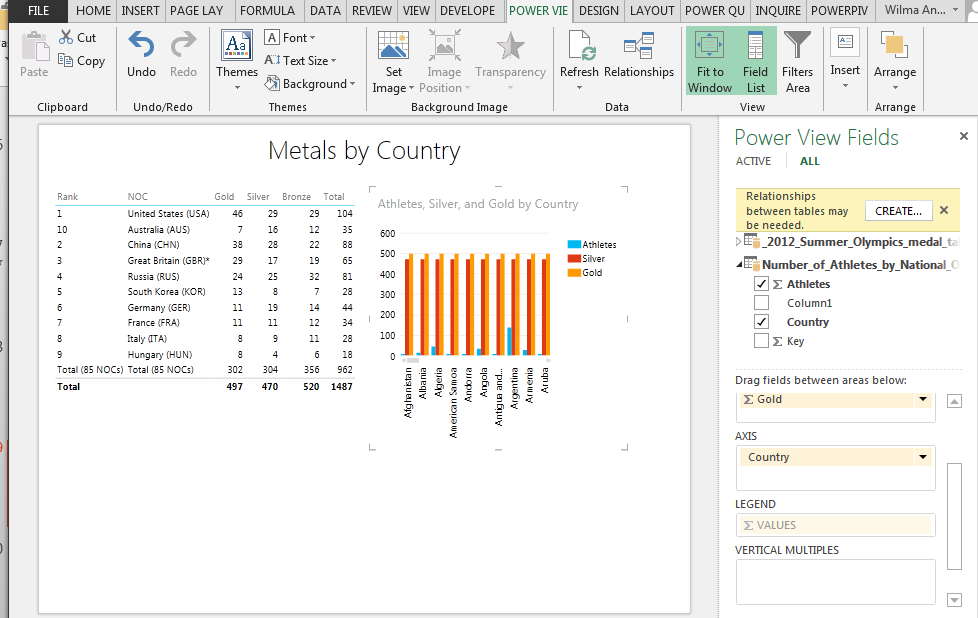 FILE HOME INSERT PAGE LAY FORMULA DATA REVIEW VIEW DEVELOPE POWER VIE DESIGN LAYOUT POWER QU INQUIRE POWERPIV Wilma An...
Paste
Cut
Copy
Clipboard
Undo Redo
Undo/Redo
Aa
Themes
A Font
A Text Size
Background
Themes
Set
Image
Image
Position
Transparency
Background Image
Refresh Relationships
Data
Fit to
Window
Field
List
Filters
Area
View
A
Insert
Arrange
Arrange
Metals by Country
Rank NOC Gold Silver Bronze Total
1 United States (USA) 46 29 29 104
10 Australia (AUS) 7 16 12 35
2 China (CHN) 38 28 22 88
3 Great Britain (GBR)* 29 17 19 65
4 Russia (RUS) 24 25 32 81
5 South Korea (KOR) 13 8 7 28
6 Germany (GER) 11 19 14 44
7 France (FRA) 11 11 12 34
8 Italy (ITA) 8 9 11 28
9 Hungary (HUN) 8 4 6 18
Total (85 NOCs) Total (85 NOCs) 302 304 356 962
Total 497 470 520 1487
Athletes, Silver, and Gold by Country
600
500
400
300
200
100
0
Afghanistan
Albania
Algeria
American Samoa
Andorra
Angola
Antigua and...
Argentina
Armenia
Aruba
Athletes
Silver
Gold
Power View Fields
ACTIVE ALL
Relationships
between tables may
be needed.
CREATE...
_2012_Summer_Olympics_medal_ta
Number_of_Athletes_by_National_O
Σ Athletes
Column1
Country
Σ Key
Drag fields between areas below:
Σ Gold
AXIS
Country
LEGEND
Σ VALUES
VERTICAL MULTIPLES